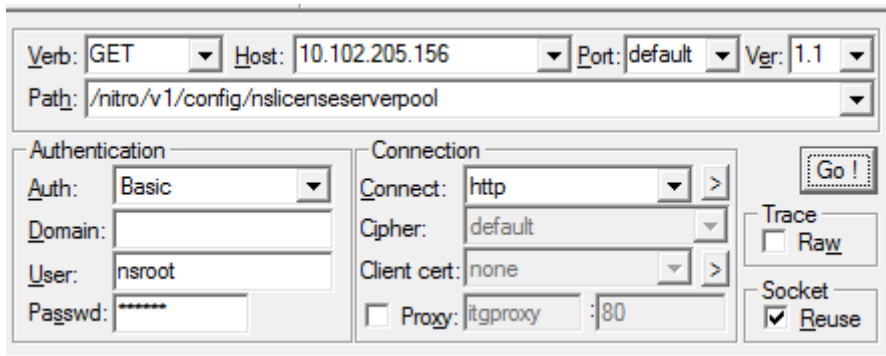 Verb: GET Host: 10.102.205.156 Port: default Ver: 1.1
Path: /nitro/v1/config/nslicenseserverpool
Authentication
Auth: Basic
Domain:
User: nsroot
Passwd: ******
Connection
Connect: http >
Cipher: default
Client cert: none >
Proxy: itgproxy :80
Go !
Trace
Raw
Socket
Reuse